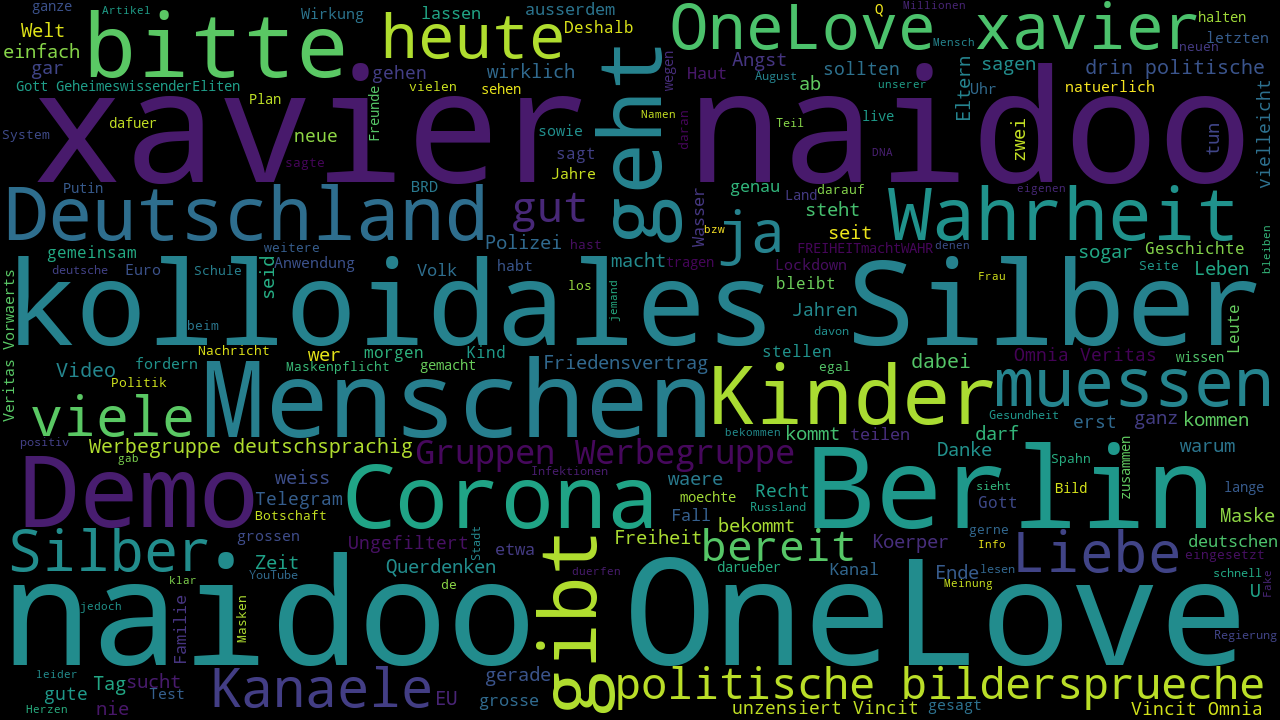 ganze Artikel Wirkung lassen ausserdem Q Millionen
Welt bitte heute Deshalb OneLove xavier halten
einfach Mensch neuen letzten
gar gehen wirklich geht wegen Angst sollten sagen drin politische
Gott GeheimeswissenderEliten Plan vielen sehen Haut ab unserer Eltern Uhr natuerlich vielleicht
xavier naidoo
dafuer Freunde Namen August
System neue sowie daran Teil live zwei tun
sagte sagt DNA
Jahre
Putin BRD genau Land darauf eigenen
Deutschland gut Wasser steht Wahrheit
bzw ja seit
gemeinsam weitere Polizei hast FREIHEITmachtWAHR denen sogar Geschichte bleiben
deutsche Euro Schule seid Anwendung Volk habt macht tragen Lockdown Seite Leben
kolloidales Silber
los jemand bleibt Frau
Veritas Vorwaerts beim Jahren davon Leute
Nachricht wer morgen Kind stellen Omnia Veritas wissen
Video fordern Maskenpflicht gemacht Friedensvertrag egal dabei
Politik Menschen Kinder muessen
viele Gesundheit erst ganz kommen
positiv Werbegruppe deutschsprachig bekommen kommt teilen darf
gab Gruppen Werbegruppe Danke warum
Demo weiss Corona Infektionen waere Berlin Spahn zusammen
Telegram moechte Recht sieht Bild lange
Botschaft Russland Gott Maske
grossen Fall bekommt gerne
Silber Ungefiltert Stadt etwa gibt Freiheit bereit Koerper Info Liebe deutschen
Zeit Querdenken darueber Kanal Ende lesen eingesetzt
klar YouTube de duerfen Meinung schnell Fake
naidoo OneLove U
jedoch Familie Masken Regierung
leider Tag sucht Kanaele gerade politische bildersprueche
gute Test EU grosse
Herzen nie unzensiert Vincit gesagt Vincit Omnia